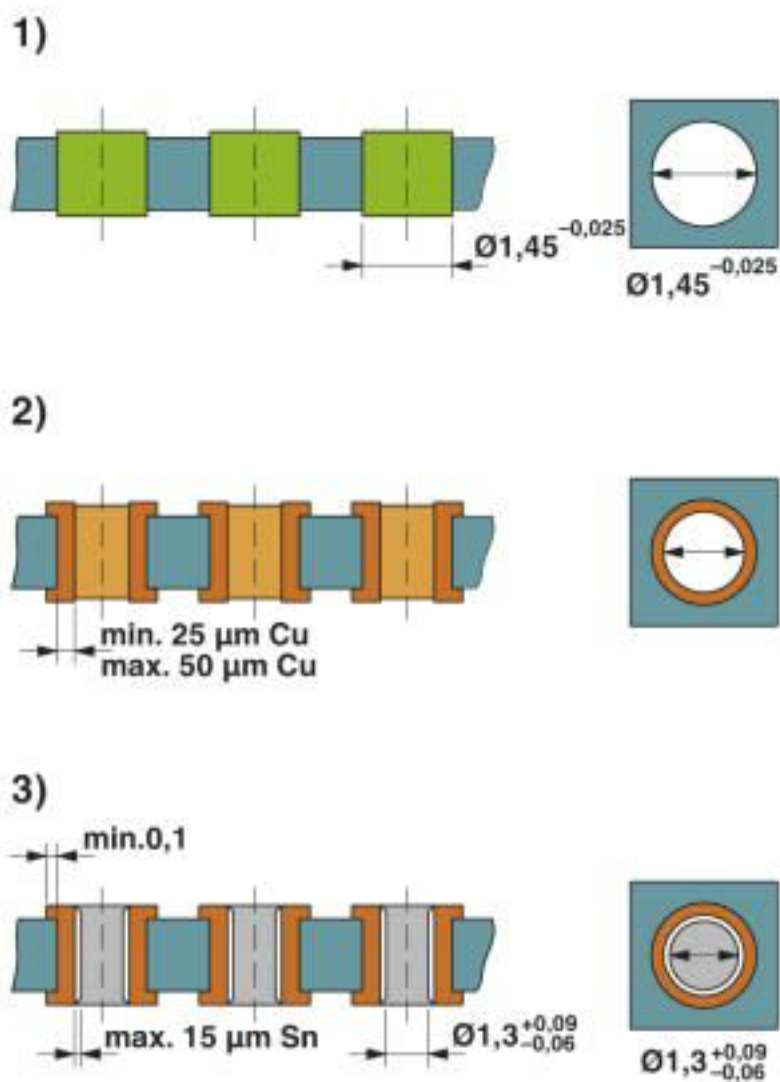 1)
Ø1,45 –0,025
Ø1,45 –0,025
2)
min. 25 µm Cu
max. 50 µm Cu
3)
min.0,1
max. 15 µm Sn
Ø1,3 +0,09 –0,06
Ø1,3 +0,09 –0,06